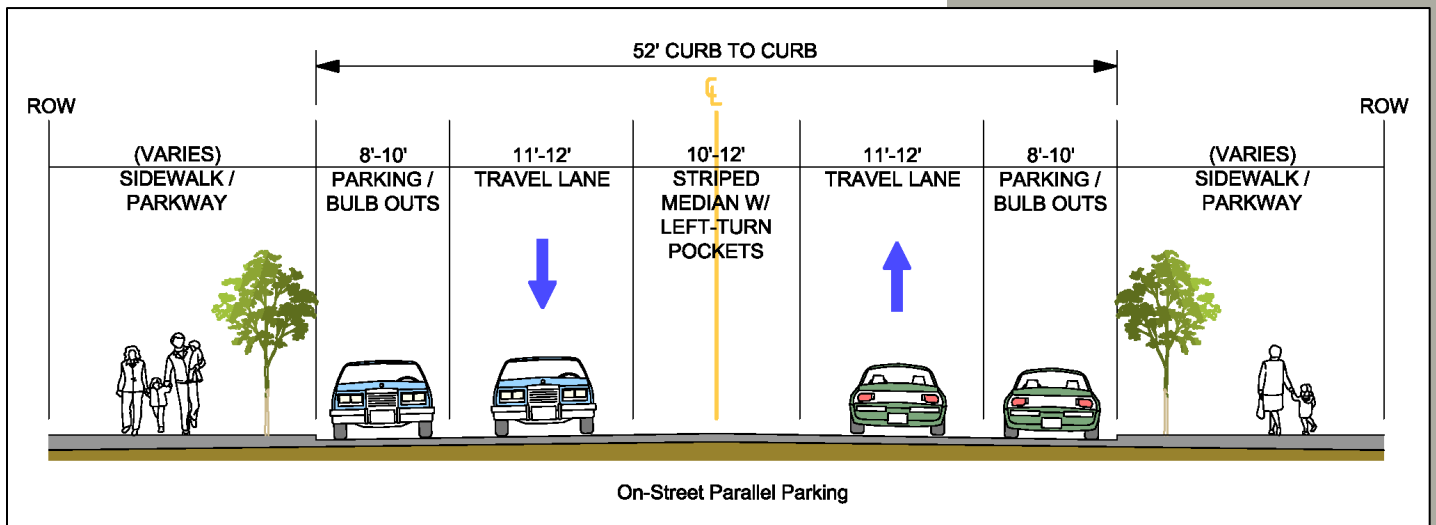 52' CURB TO CURB
℄
ROW
ROW
(VARIES)
SIDEWALK /
PARKWAY
8'-10'
PARKING /
BULB OUTS
11'-12'
TRAVEL LANE
10'-12'
STRIPED
MEDIAN W/
LEFT-TURN
POCKETS
11'-12'
TRAVEL LANE
8'-10'
PARKING /
BULB OUTS
(VARIES)
SIDEWALK /
PARKWAY
On-Street Parallel Parking